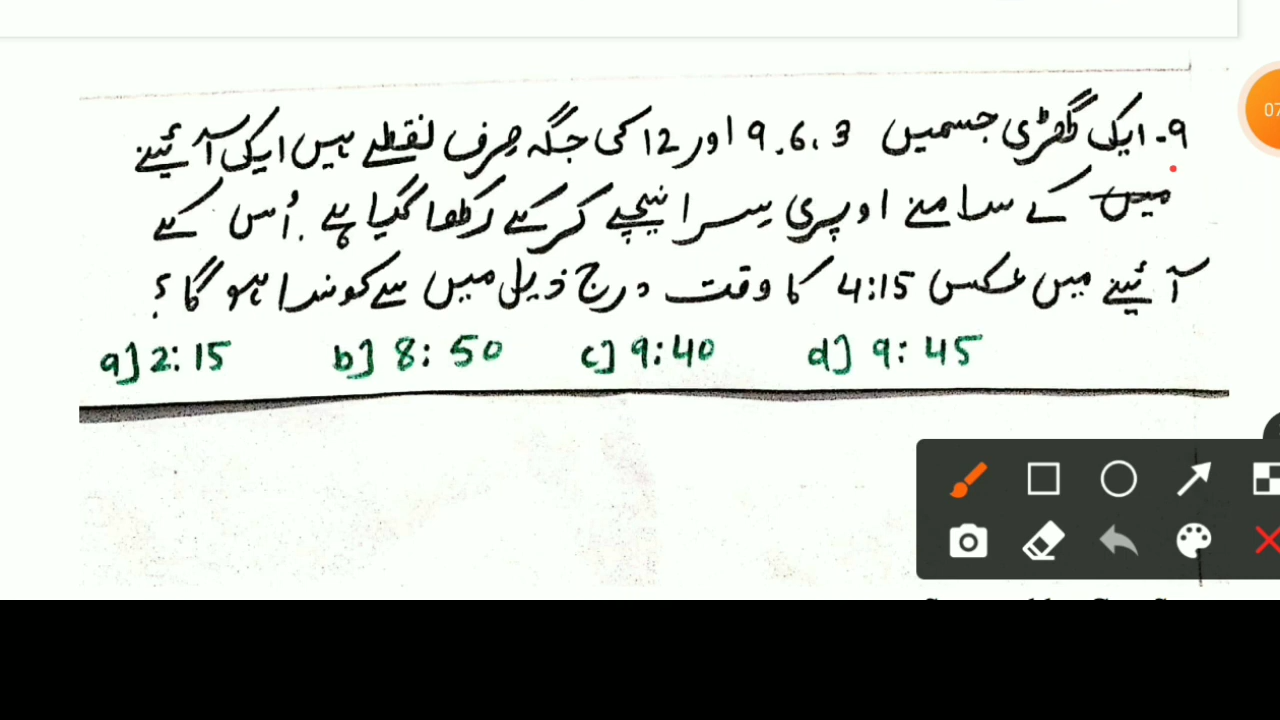 9۔ ایک گھڑی جسمیں 3، 6، 9 اور 12 کی جگہ صرف نقطے ہیں ایک آئینے
میں کے سامنے اوپری سرا نیچے کرکے رکھا گیا ہے۔ اُس کے
آئینے میں عکس 4:15 کا وقت درج ذیل میں سے کونسا ہوگا؟
a] 2:15 b] 8:50 c] 9:40 d] 9:45
07